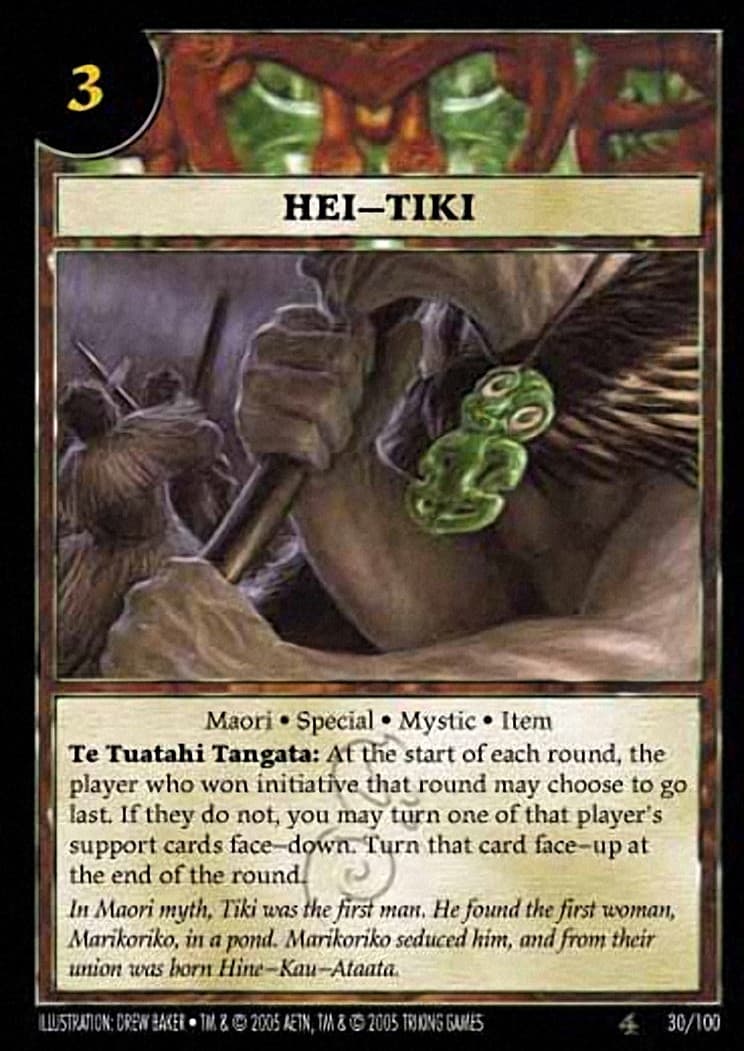 3
HEI–TIKI
Maori • Special • Mystic • Item
Te Tuatahi Tangata: At the start of each round, the
player who won initiative that round may choose to go
last. If they do not, you may turn one of that player's
support cards face–down. Turn that card face–up at
the end of the round.
In Maori myth, Tiki was the first man. He found the first woman,
Marikoriko, in a pond. Marikoriko seduced him, and from their
union was born Hine–Kau–Ataata.
ILLUSTRATION: DREW BAKER • TM & © 2005 AETN, TM & © 2005 TRIKING GAMES
4 30/100